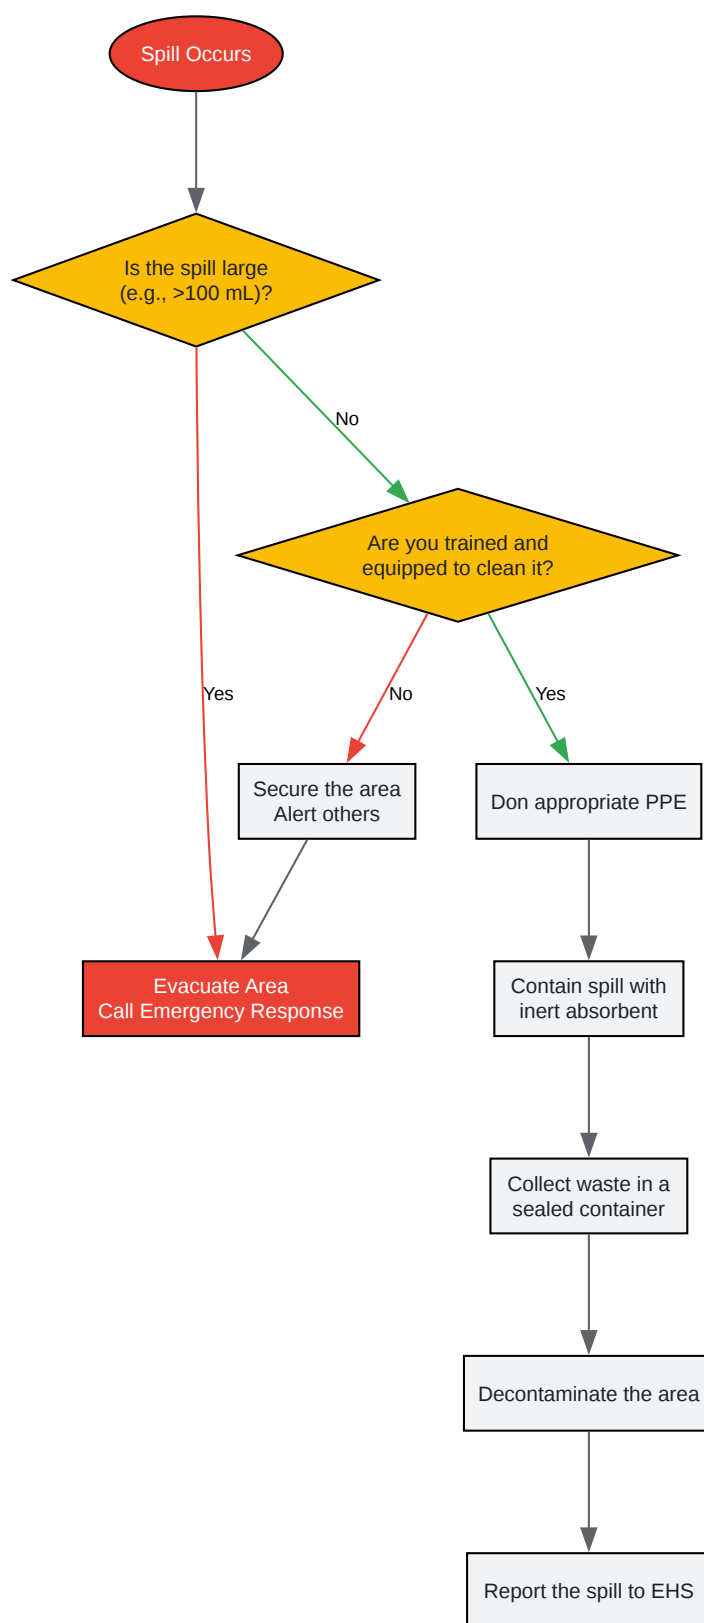 Spill Occurs
Is the spill large
(e.g., >100 mL)?
No
Are you trained and
equipped to clean it?
Yes
No
Yes
Secure the area
Alert others
Don appropriate PPE
Evacuate Area
Call Emergency Response
Contain spill with
inert absorbent
Collect waste in a
sealed container
Decontaminate the area
Report the spill to EHS